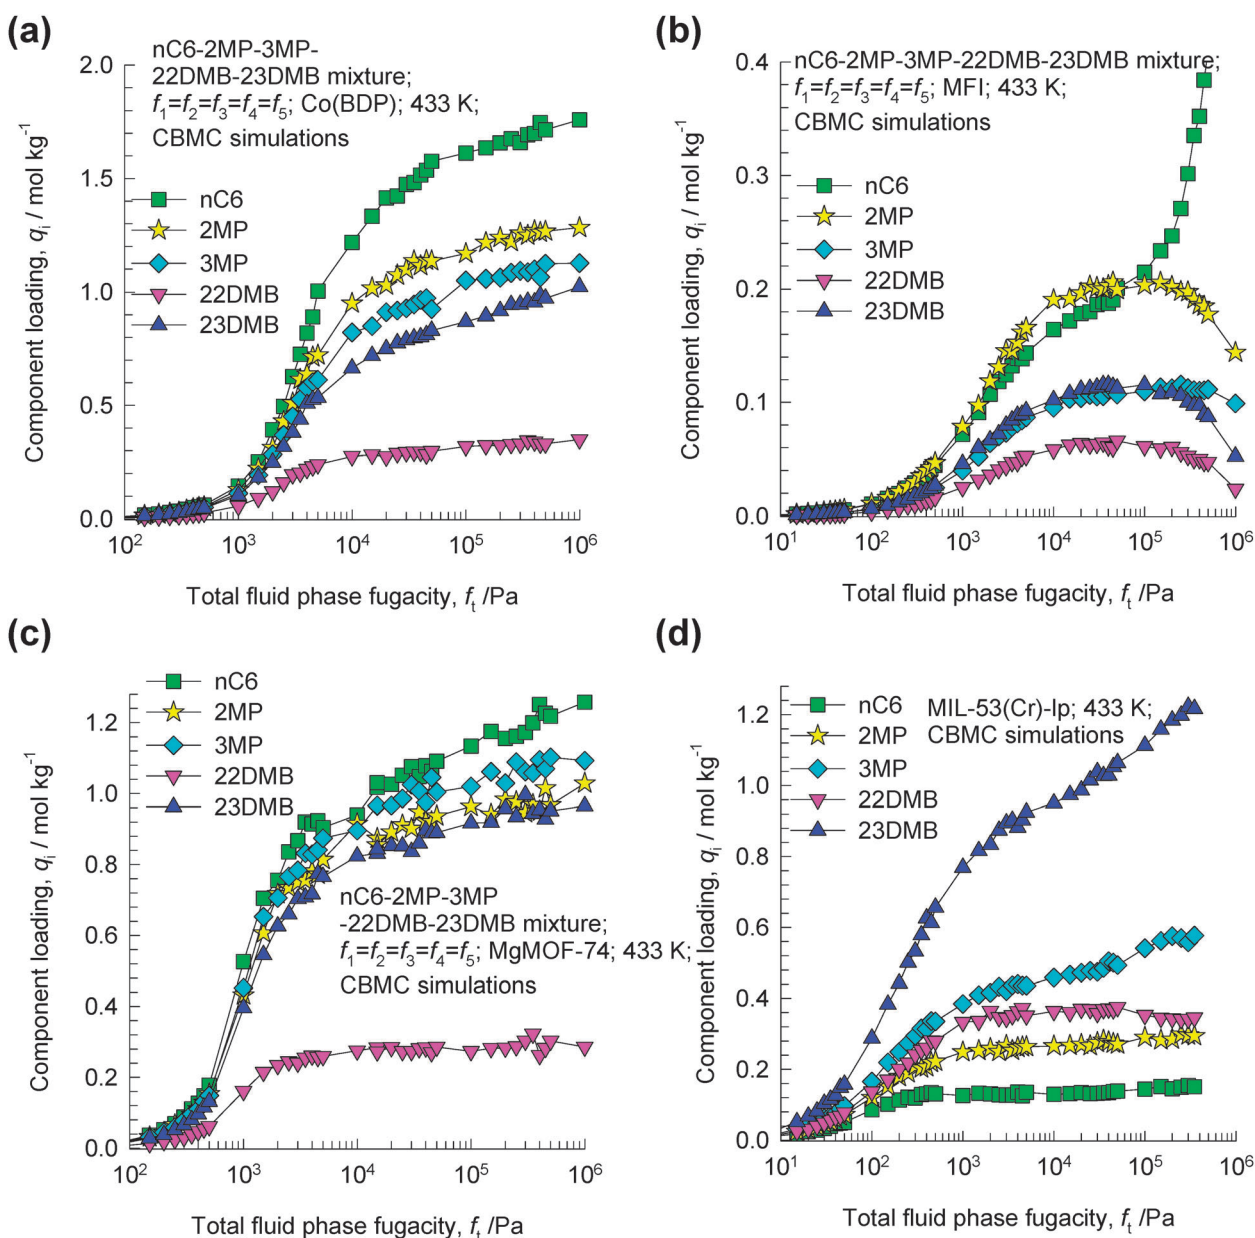 (a)
nC6-2MP-3MP-
22DMB-23DMB mixture;
f1=f2=f3=f4=f5; Co(BDP); 433 K;
CBMC simulations
nC6
2MP
3MP
22DMB
23DMB
Component loading, qi / mol kg-1
2.0
1.5
1.0
0.5
0.0
10^2 10^3 10^4 10^5 10^6
Total fluid phase fugacity, ft /Pa
(b)
nC6-2MP-3MP-22DMB-23DMB mixture;
f1=f2=f3=f4=f5, MFI; 433 K;
CBMC simulations
nC6
2MP
3MP
22DMB
23DMB
Component loading, qi / mol kg-1
0.4
0.3
0.2
0.1
0.0
10^1 10^2 10^3 10^4 10^5 10^6
Total fluid phase fugacity, ft /Pa
(c)
nC6
2MP
3MP
22DMB
23DMB
nC6-2MP-3MP
-22DMB-23DMB mixture;
f1=f2=f3=f4=f5; MgMOF-74; 433 K;
CBMC simulations
Component loading, qi / mol kg-1
1.2
1.0
0.8
0.6
0.4
0.2
0.0
10^2 10^3 10^4 10^5 10^6
Total fluid phase fugacity, ft /Pa
(d)
nC6
2MP
3MP
22DMB
23DMB
MIL-53(Cr)-Ip; 433 K;
CBMC simulations
Component loading, qi / mol kg-1
1.2
1.0
0.8
0.6
0.4
0.2
0.0
10^1 10^2 10^3 10^4 10^5 10^6
Total fluid phase fugacity, ft /Pa